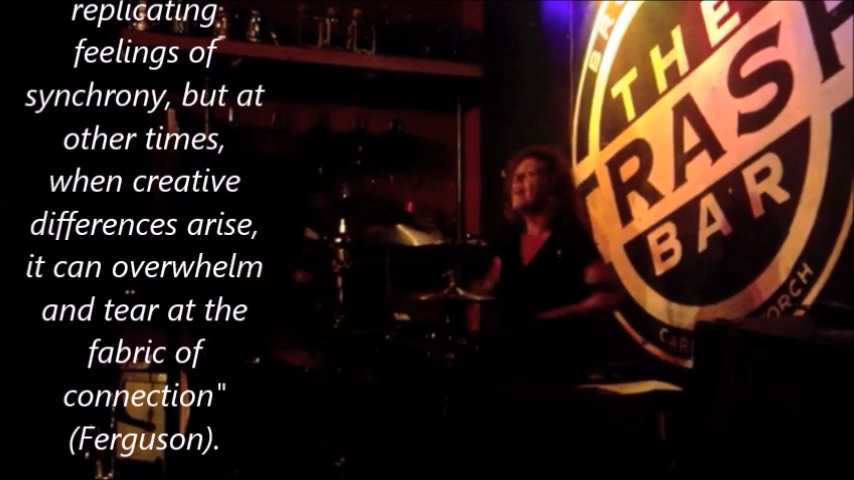 replicating
feelings of
synchrony, but at
other times,
when creative
differences arise,
it can overwhelm
and tear at the
fabric of
connection"
(Ferguson).
THE
TRASH
BAR